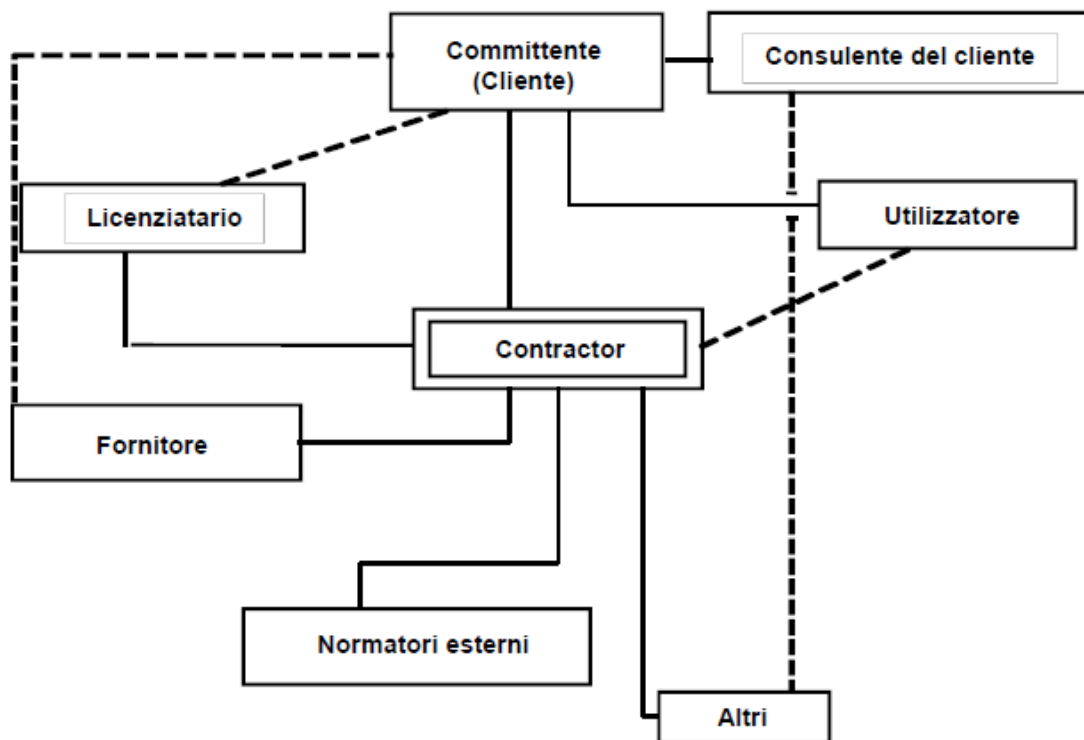 Committente
(Cliente)
Consulente del cliente
Licenziatario
Utilizzatore
Contractor
Fornitore
Normatori esterni
Altri